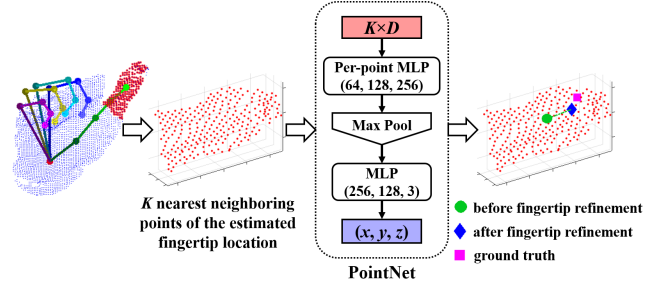 K×D
Per-point MLP
(64, 128, 256)
Max Pool
MLP
(256, 128, 3)
(x, y, z)
PointNet
K nearest neighboring
points of the estimated
fingertip location
before fingertip refinement
after fingertip refinement
ground truth